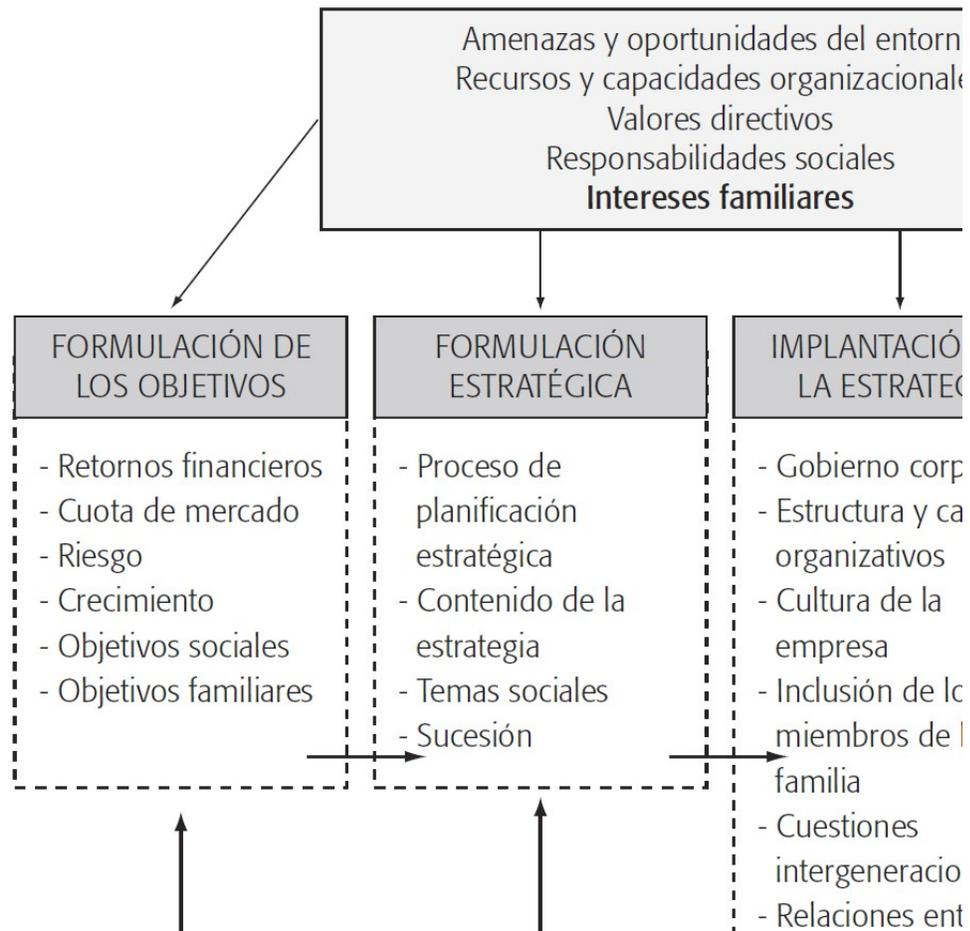 Amenazas y oportunidades del entorn
Recursos y capacidades organizacionale
Valores directivos
Responsabilidades sociales
Intereses familiares
FORMULACIÓN DE
LOS OBJETIVOS
- Retornos financieros
- Cuota de mercado
- Riesgo
- Crecimiento
- Objetivos sociales
- Objetivos familiares
FORMULACIÓN
ESTRATÉGICA
- Proceso de
planificación
estratégica
- Contenido de la
estrategia
- Temas sociales
- Sucesión
IMPLANTACIÓ
LA ESTRATEG
- Gobierno corp
- Estructura y ca
organizativos
- Cultura de la
empresa
- Inclusión de lo
miembros de l
familia
- Cuestiones
intergeneracio
- Relaciones ent